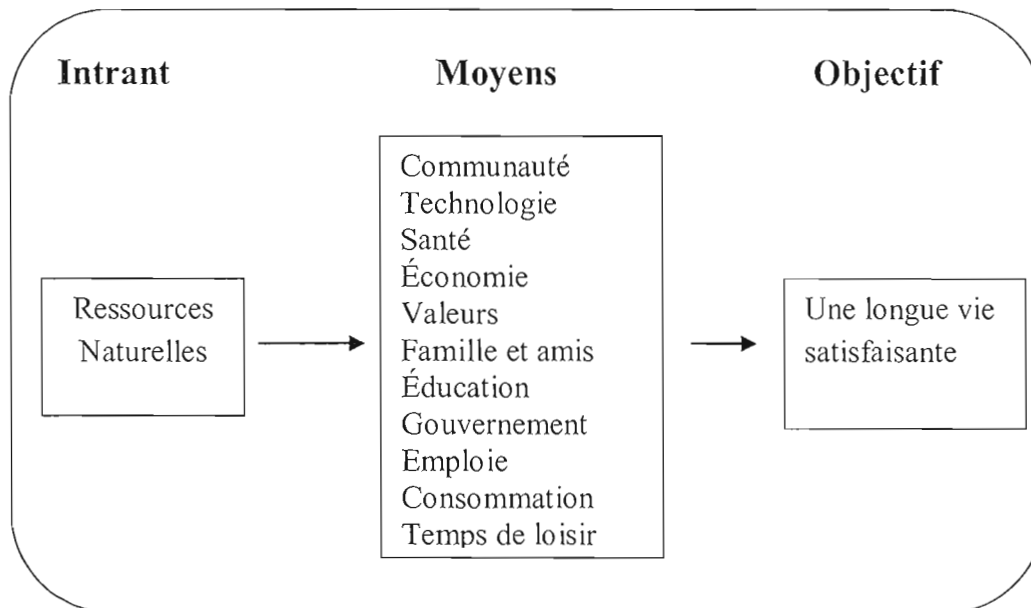 Intrant
Moyens
Objectif
Ressources
Naturelles
Communauté
Technologie
Santé
Économie
Valeurs
Famille et amis
Éducation
Gouvernement
Emploie
Consommation
Temps de loisir
Une longue vie
satisfaisante